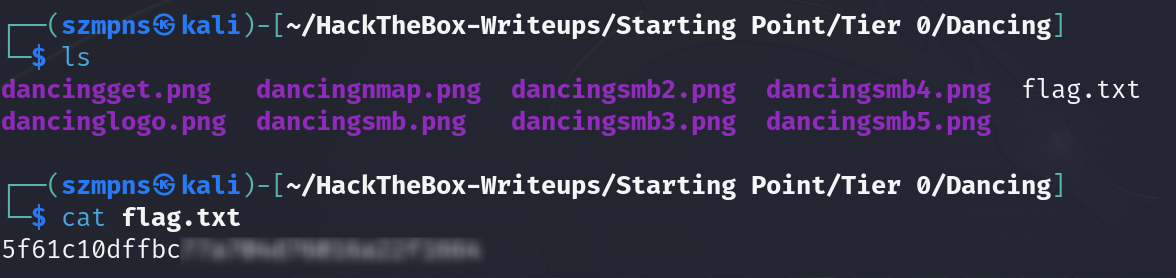 ┌──(szmpns㉿kali)-[~/HackTheBox-Writeups/Starting Point/Tier 0/Dancing]
└─$ ls
dancingget.png dancingnmap.png dancingsmb2.png dancingsmb4.png flag.txt
dancinglogo.png dancingsmb.png dancingsmb3.png dancingsmb5.png
┌──(szmpns㉿kali)-[~/HackTheBox-Writeups/Starting Point/Tier 0/Dancing]
└─$ cat flag.txt
5f61c10dffbc